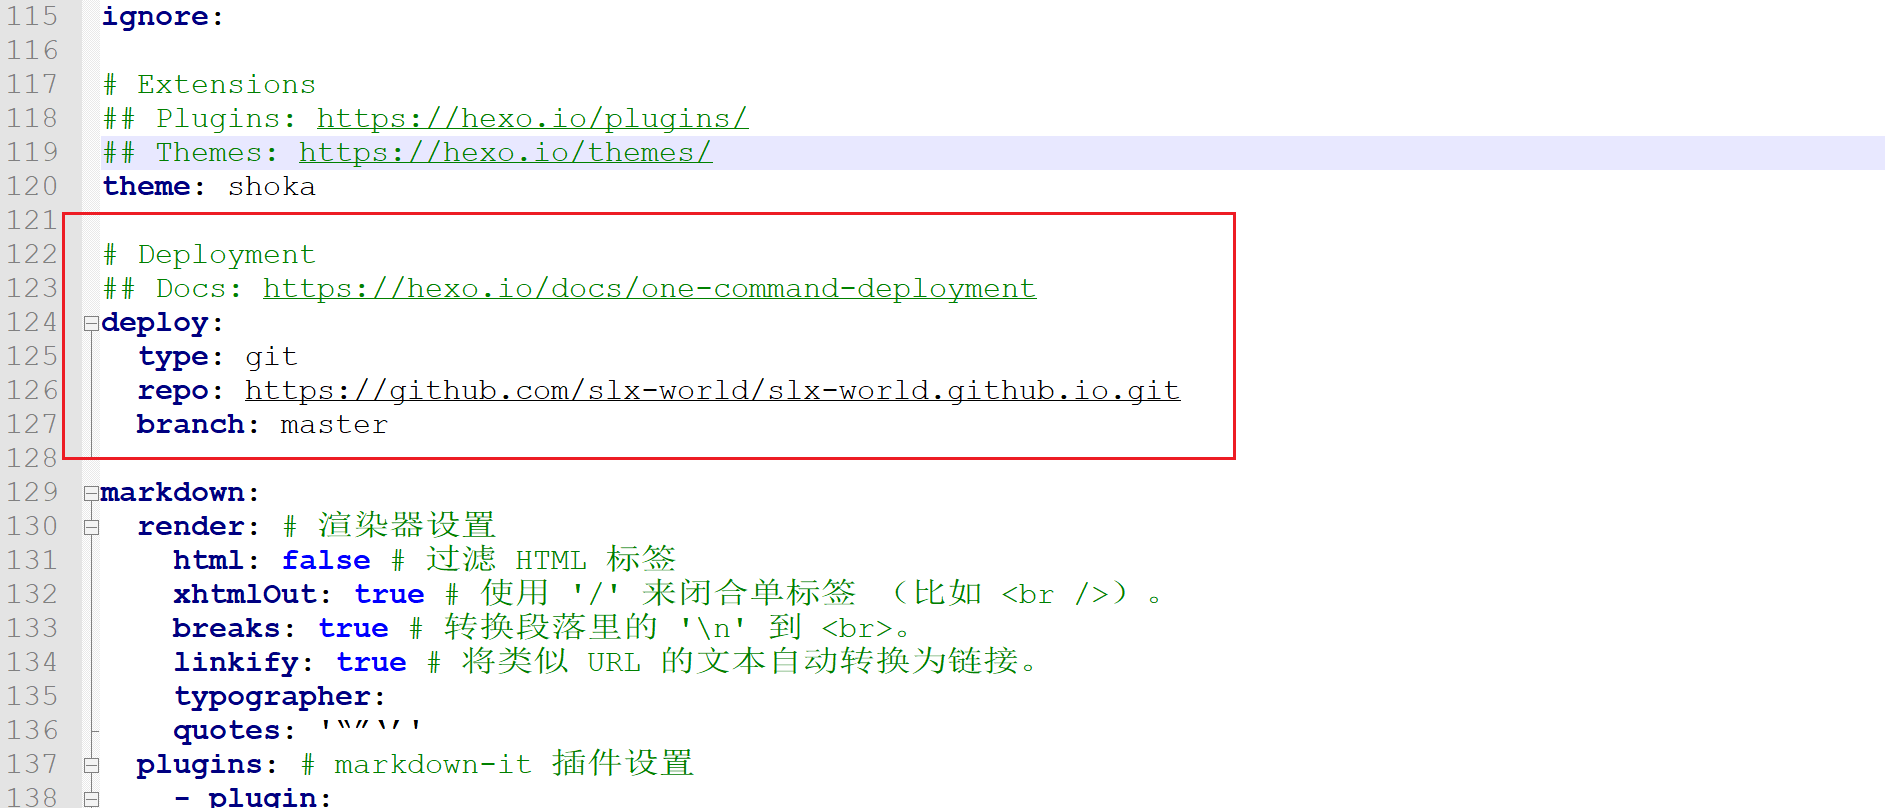 115 ignore:
116
117 # Extensions
118 ## Plugins: https://hexo.io/plugins/
119 ## Themes: https://hexo.io/themes/
120 theme: shoka
121
122 # Deployment
123 ## Docs: https://hexo.io/docs/one-command-deployment
124 deploy:
125   type: git
126   repo: https://github.com/slx-world/slx-world.github.io.git
127   branch: master
128
129 markdown:
130   render: # 渲染器设置
131     html: false # 过滤 HTML 标签
132     xhtmlOut: true # 使用 '/' 来闭合单标签 （比如 <br />）。
133     breaks: true # 转换段落里的 '\n' 到 <br>。
134     linkify: true # 将类似 URL 的文本自动转换为链接。
135     typographer:
136     quotes: '“”‘’'
137   plugins: # markdown-it 插件设置
138     - plugin: